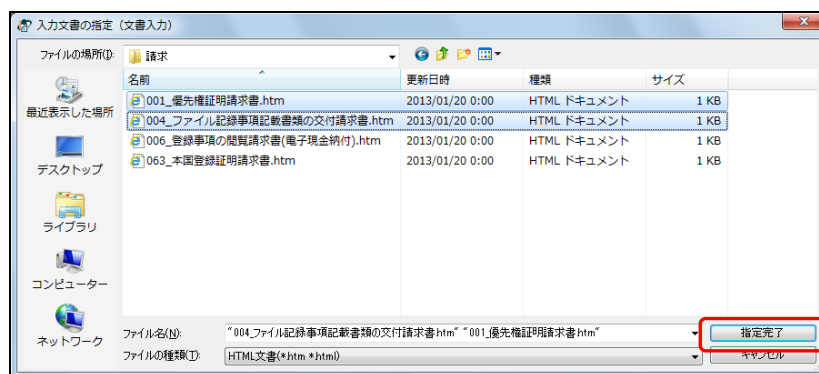 入力文書の指定（文書入力）
ファイルの場所(I):
請求
名前 更新日時 種類 サイズ
001_優先権証明請求書.htm 2013/01/20 0:00 HTML ドキュメント 1 KB
004_ファイル記録事項記載書類の交付請求書.htm 2013/01/20 0:00 HTML ドキュメント 1 KB
006_登録事項の閲覧請求書(電子現金納付).htm 2013/01/20 0:00 HTML ドキュメント 1 KB
063_本国登録証明請求書.htm 2013/01/20 0:00 HTML ドキュメント 1 KB
最近表示した場所
デスクトップ
ライブラリ
コンピューター
ネットワーク
ファイル名(N): "004_ファイル記録事項記載書類の交付請求書.htm" "001_優先権証明請求書.htm" 指定完了
ファイルの種類(T): HTML文書(*.htm *.html) キャンセル